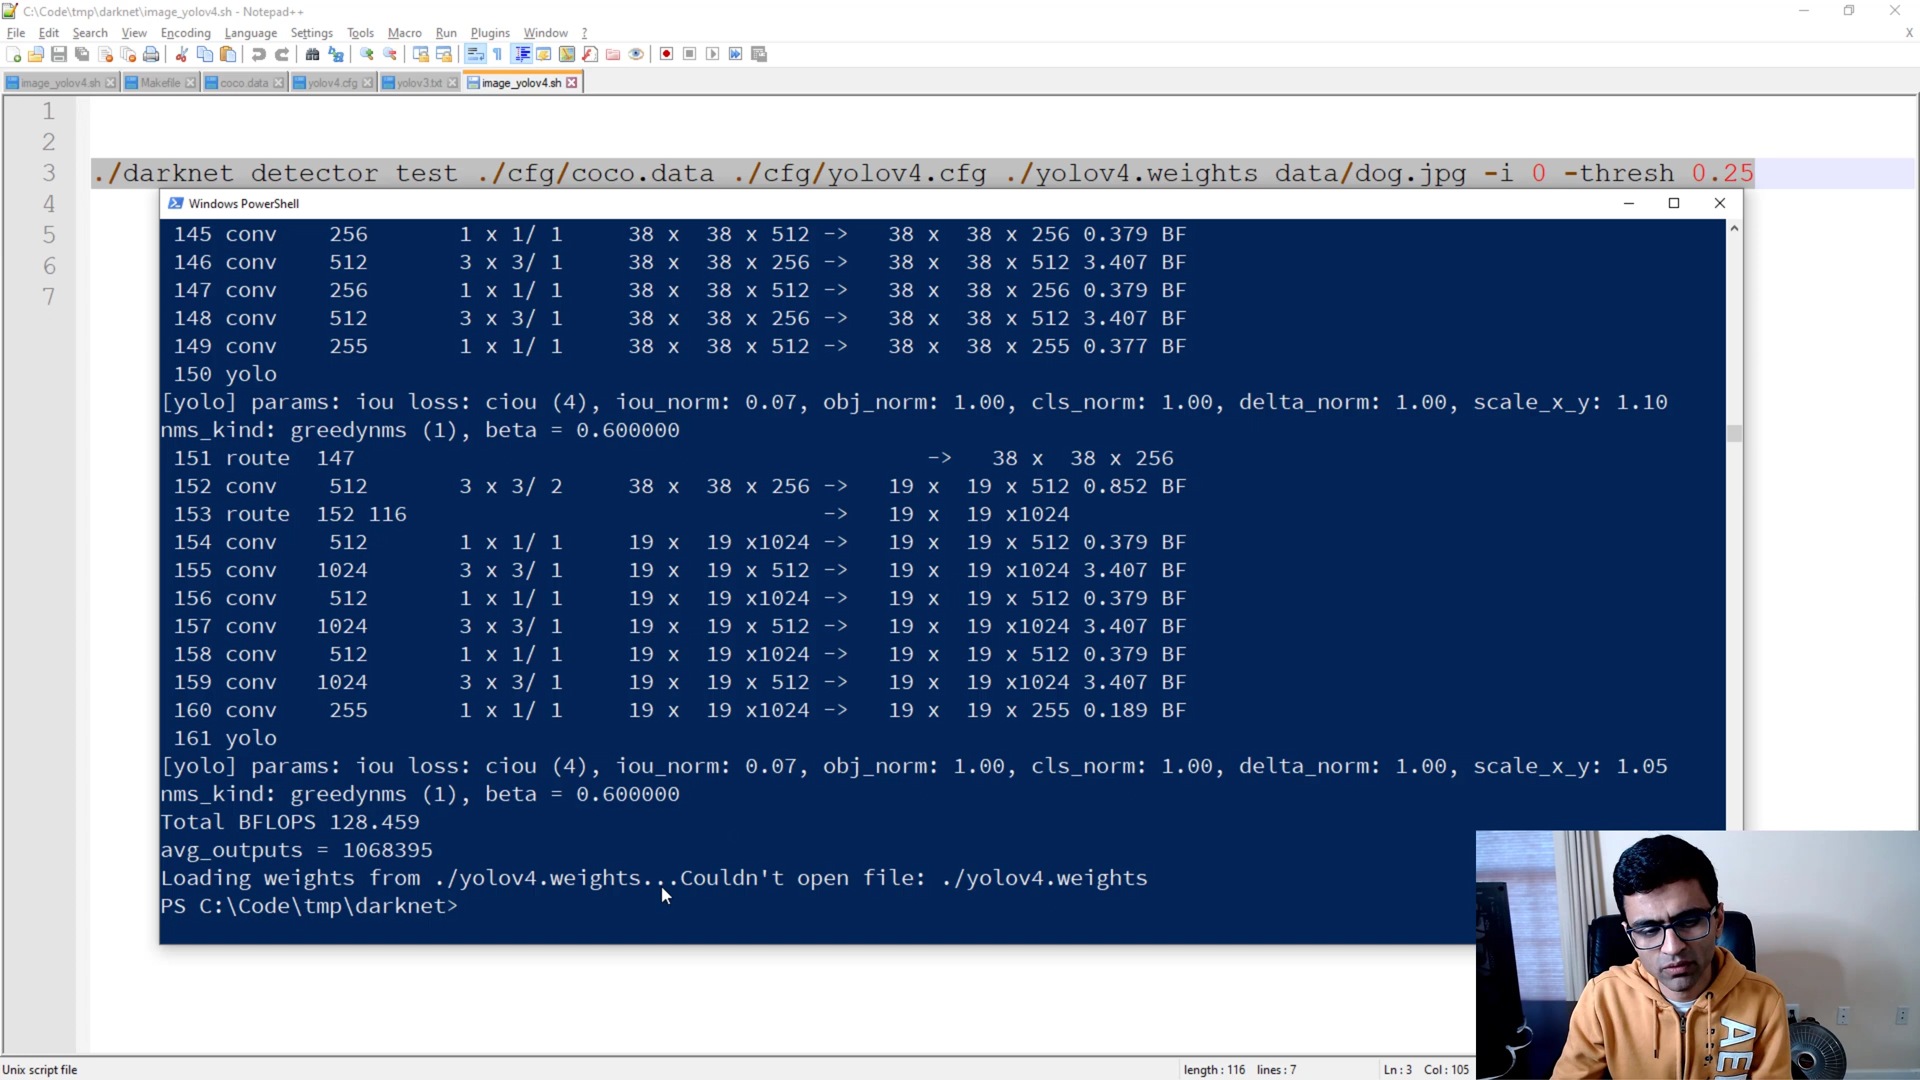 C:\Code\tmp\darknet\image_yolov4.sh - Notepad++
File Edit Search View Encoding Language Settings Tools Macro Run Plugins Window ?
X
image_yolov4.sh Makefile coco.data yolov4.cfg yolov3.txt image_yolov4.sh
1
2
3 ./darknet detector test ./cfg/coco.data ./cfg/yolov4.cfg ./yolov4.weights data/dog.jpg -i 0 -thresh 0.25
4
5
6
7
Windows PowerShell
145 conv 256 1 x 1/ 1 38 x 38 x 512 -> 38 x 38 x 256 0.379 BF
146 conv 512 3 x 3/ 1 38 x 38 x 256 -> 38 x 38 x 512 3.407 BF
147 conv 256 1 x 1/ 1 38 x 38 x 512 -> 38 x 38 x 256 0.379 BF
148 conv 512 3 x 3/ 1 38 x 38 x 256 -> 38 x 38 x 512 3.407 BF
149 conv 255 1 x 1/ 1 38 x 38 x 512 -> 38 x 38 x 255 0.377 BF
150 yolo
[yolo] params: iou loss: ciou (4), iou_norm: 0.07, obj_norm: 1.00, cls_norm: 1.00, delta_norm: 1.00, scale_x_y: 1.10
nms_kind: greedynms (1), beta = 0.600000
151 route 147 -> 38 x 38 x 256
152 conv 512 3 x 3/ 2 38 x 38 x 256 -> 19 x 19 x 512 0.852 BF
153 route 152 116 -> 19 x 19 x1024
154 conv 512 1 x 1/ 1 19 x 19 x1024 -> 19 x 19 x 512 0.379 BF
155 conv 1024 3 x 3/ 1 19 x 19 x 512 -> 19 x 19 x1024 3.407 BF
156 conv 512 1 x 1/ 1 19 x 19 x1024 -> 19 x 19 x 512 0.379 BF
157 conv 1024 3 x 3/ 1 19 x 19 x 512 -> 19 x 19 x1024 3.407 BF
158 conv 512 1 x 1/ 1 19 x 19 x1024 -> 19 x 19 x 512 0.379 BF
159 conv 1024 3 x 3/ 1 19 x 19 x 512 -> 19 x 19 x1024 3.407 BF
160 conv 255 1 x 1/ 1 19 x 19 x1024 -> 19 x 19 x 255 0.189 BF
161 yolo
[yolo] params: iou loss: ciou (4), iou_norm: 0.07, obj_norm: 1.00, cls_norm: 1.00, delta_norm: 1.00, scale_x_y: 1.05
nms_kind: greedynms (1), beta = 0.600000
Total BFLOPS 128.459
avg_outputs = 1068395
Loading weights from ./yolov4.weights...Couldn't open file: ./yolov4.weights
PS C:\Code\tmp\darknet>
Unix script file length : 116 lines : 7 Ln : 3 Col : 105